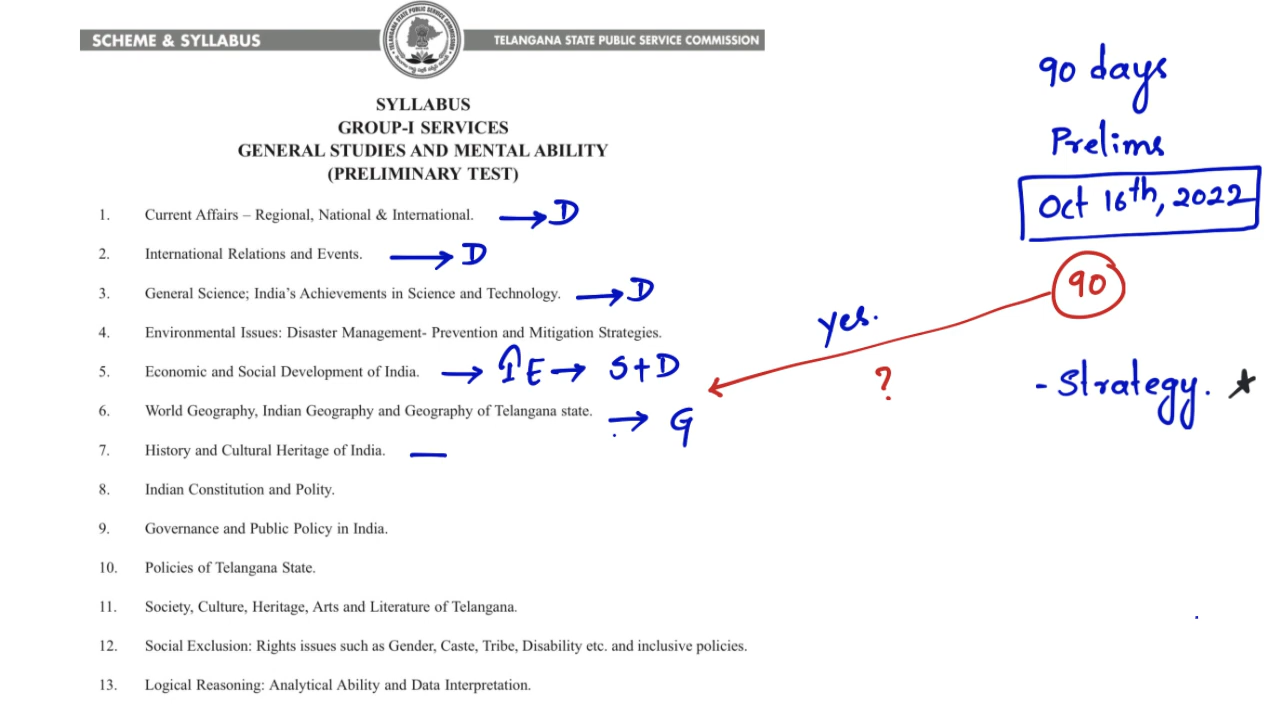 SCHEME & SYLLABUS
TELANGANA STATE PUBLIC SERVICE COMMISSION
SYLLABUS
GROUP-I SERVICES
GENERAL STUDIES AND MENTAL ABILITY
(PRELIMINARY TEST)
1. Current Affairs – Regional, National & International. → D
2. International Relations and Events. → D
3. General Science; India's Achievements in Science and Technology. → D
4. Environmental Issues: Disaster Management- Prevention and Mitigation Strategies.
5. Economic and Social Development of India. → IE → S+D
6. World Geography, Indian Geography and Geography of Telangana state. → G
7. History and Cultural Heritage of India. —
8. Indian Constitution and Polity.
9. Governance and Public Policy in India.
10. Policies of Telangana State.
11. Society, Culture, Heritage, Arts and Literature of Telangana.
12. Social Exclusion: Rights issues such as Gender, Caste, Tribe, Disability etc. and inclusive policies.
13. Logical Reasoning: Analytical Ability and Data Interpretation.
90 days
Prelims
Oct 16th, 2022
90
yes.
?
- Strategy. ★